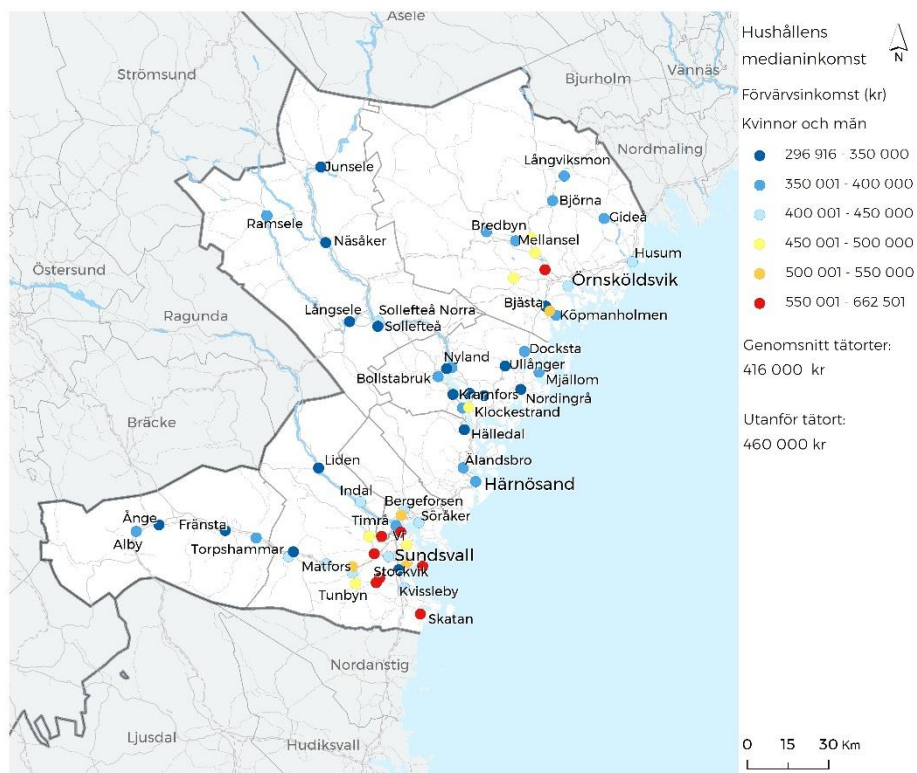 Åsele
Strömsund
Bjurholm
Vännäs
Nordmaling
Långviksmon
Junsele
Björna
Gideå
Ramsele
Bredbyn
Mellansel
Näsåker
Husum
Östersund
Örnsköldsvik
Bjästa
Långsele
Sollefteå Norra
Köpmanholmen
Ragunda
Sollefteå
Docksta
Nyland
Ullånger
Bollstabruk
Mjällom
Kramfors
Nordingrå
Klockestrand
Bräcke
Hälledal
Liden
Älandsbro
Härnösand
Indal
Bergeforsen
Söråker
Ånge
Fränsta
Timrå
Vi
Alby
Torpshammar
Sundsvall
Matfors
Stockvik
Tunbyn
Kvissleby
Skatan
Nordanstig
Ljusdal
Hudiksvall
Hushållens
medianinkomst
N
Förvärvsinkomst (kr)
Kvinnor och män
296 916 - 350 000
350 001 - 400 000
400 001 - 450 000
450 001 - 500 000
500 001 - 550 000
550 001 - 662 501
Genomsnitt tätorter:
416 000 kr
Utanför tätort:
460 000 kr
0 15 30 Km